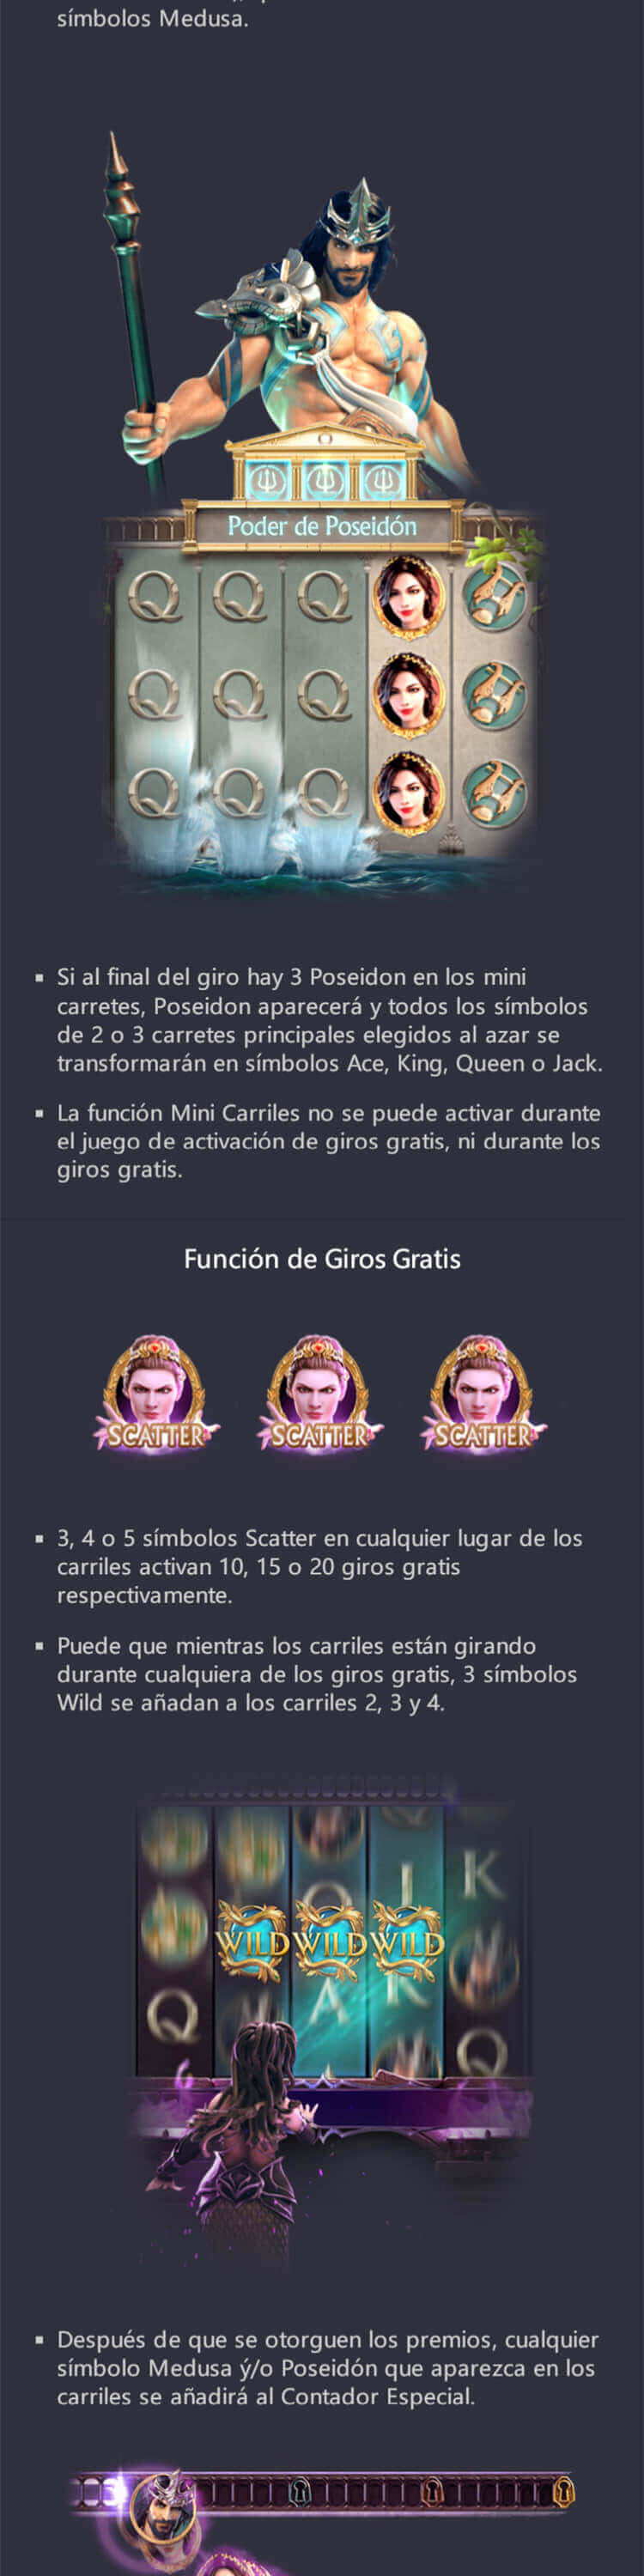 símbolos Medusa.
Poder de Poseidón
Q Q Q
Q Q Q
Q Q Q
Si al final del giro hay 3 Poseidon en los mini
carretes, Poseidon aparecerá y todos los símbolos
de 2 o 3 carretes principales elegidos al azar se
transformarán en símbolos Ace, King, Queen o Jack.
La función Mini Carriles no se puede activar durante
el juego de activación de giros gratis, ni durante los
giros gratis.
Función de Giros Gratis
SCATTER SCATTER SCATTER
3, 4 o 5 símbolos Scatter en cualquier lugar de los
carriles activan 10, 15 o 20 giros gratis
respectivamente.
Puede que mientras los carriles están girando
durante cualquiera de los giros gratis, 3 símbolos
Wild se añadan a los carriles 2, 3 y 4.
J K
WILD WILD WILD
Q A K Q
Después de que se otorguen los premios, cualquier
símbolo Medusa ý/o Poseidón que aparezca en los
carriles se añadirá al Contador Especial.